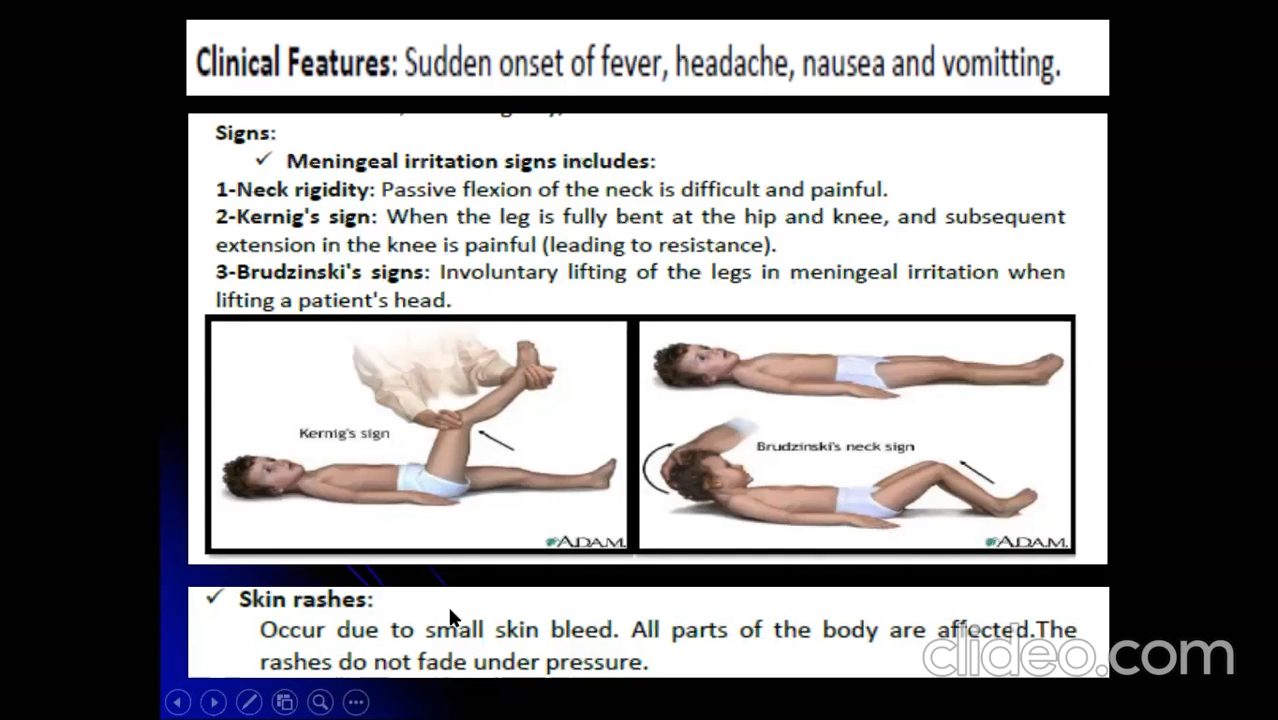 Clinical Features: Sudden onset of fever, headache, nausea and vomitting.
Signs:
✓ Meningeal irritation signs includes:
1-Neck rigidity: Passive flexion of the neck is difficult and painful.
2-Kernig's sign: When the leg is fully bent at the hip and knee, and subsequent
extension in the knee is painful (leading to resistance).
3-Brudzinski's signs: Involuntary lifting of the legs in meningeal irritation when
lifting a patient's head.
Kernig's sign
Brudzinski's neck sign
A.D.A.M.
A.D.A.M.
✓ Skin rashes:
Occur due to small skin bleed. All parts of the body are affected.The
rashes do not fade under pressure.
clideo.com